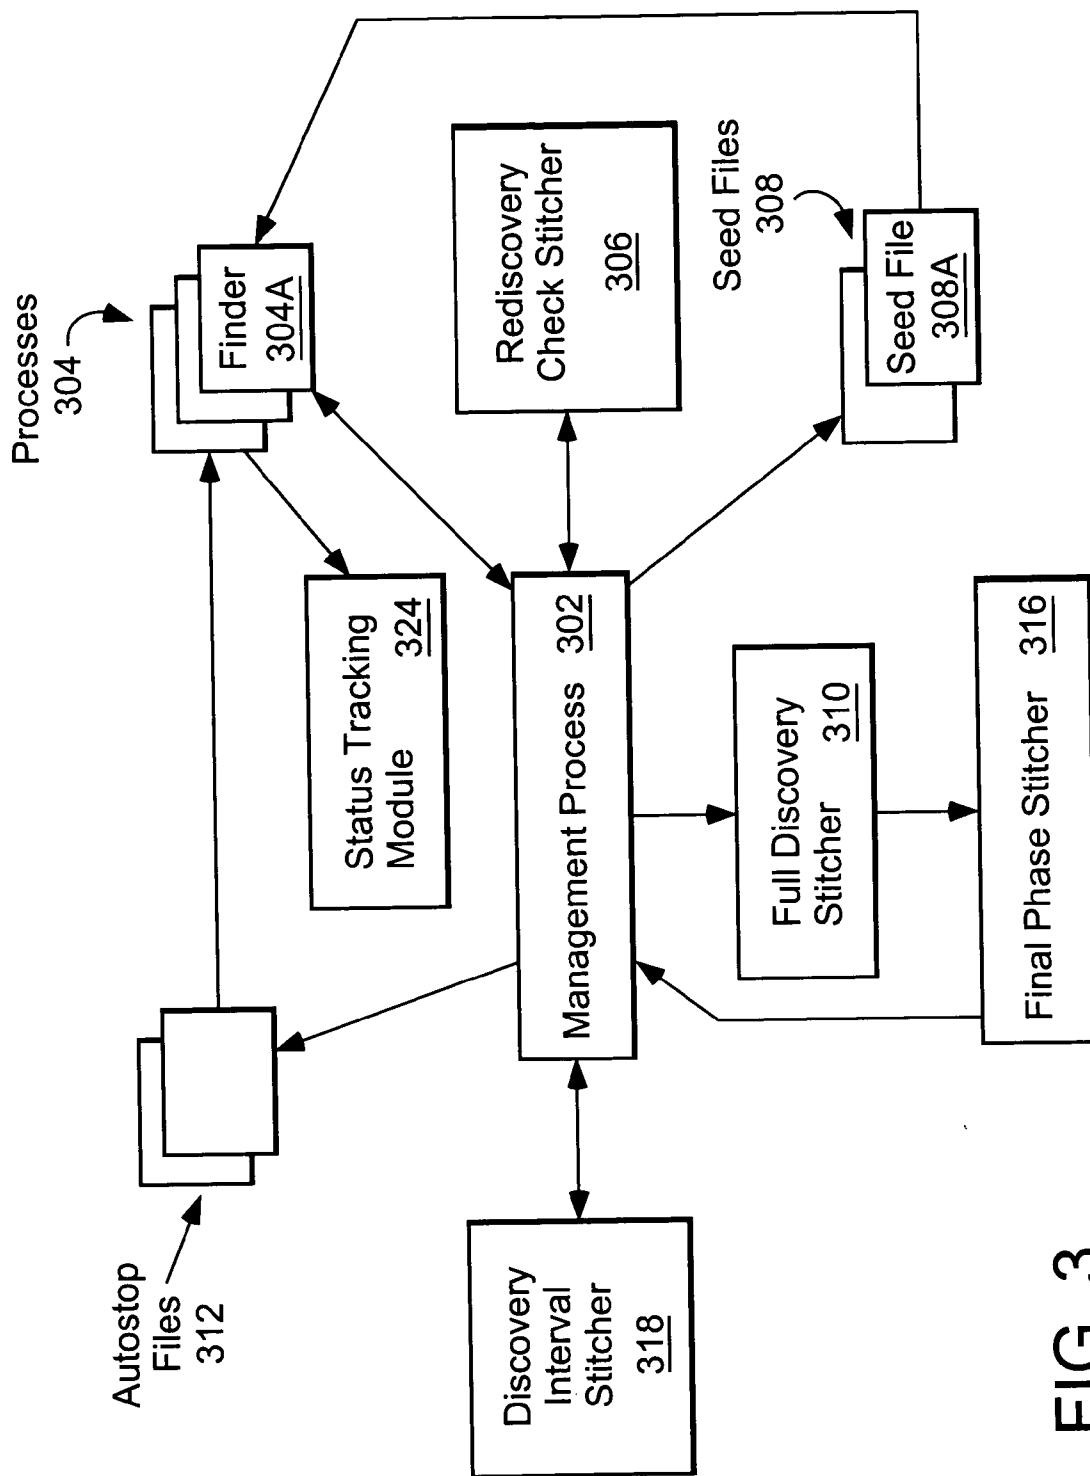 Processes
304
Finder
304A
Autostop
Files
312
Status Tracking
Module
324
Rediscovery
Check Stitcher
306
Discovery
Interval
Stitcher
318
Management Process 302
Seed Files
308
Seed File
308A
Full Discovery
Stitcher
310
Final Phase Stitcher 316
FIG. 3